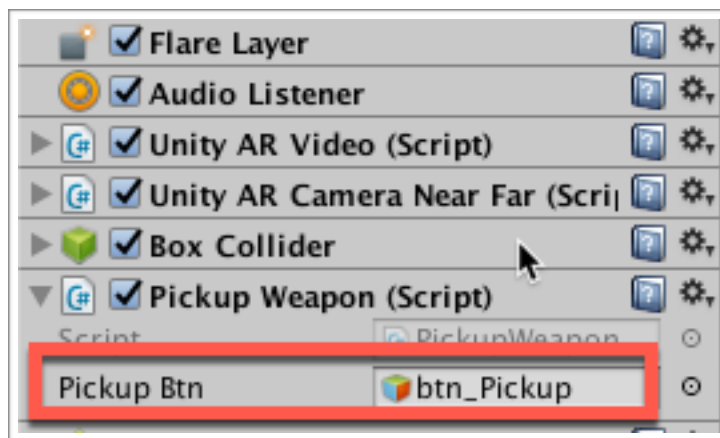 Flare Layer
Audio Listener
Unity AR Video (Script)
Unity AR Camera Near Far (Scrip
Box Collider
Pickup Weapon (Script)
Script PickupWeapon
Pickup Btn btn_Pickup